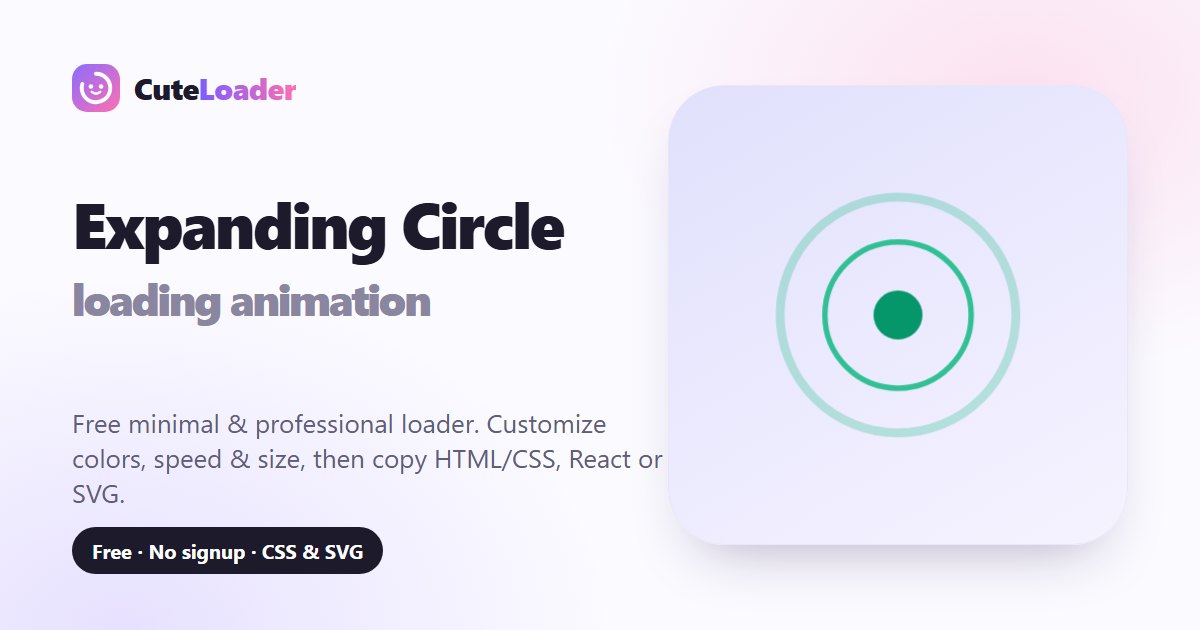 CuteLoader
Expanding Circle
loading animation
Free minimal & professional loader. Customize
colors, speed & size, then copy HTML/CSS, React or
SVG.
Free · No signup · CSS & SVG